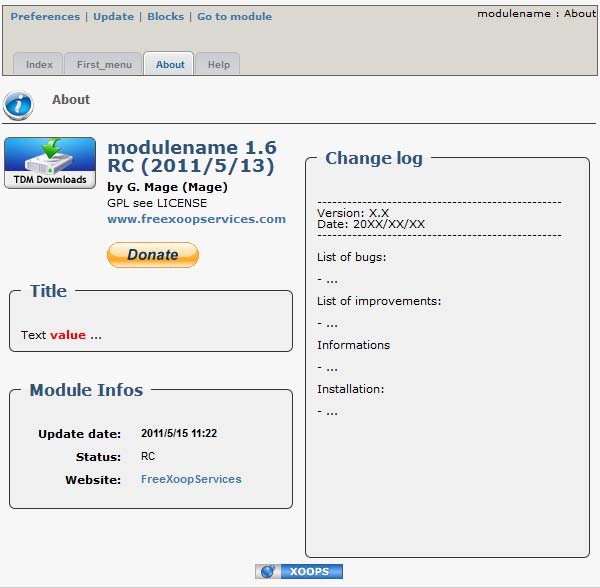 Preferences | Update | Blocks | Go to module
modulename : About
Index First_menu About Help
About
TDM Downloads
modulename 1.6
RC (2011/5/13)
by G. Mage (Mage)
GPL see LICENSE
www.freexoopservices.com
Donate
Title
Text value ...
Module Infos
Update date: 2011/5/15 11:22
Status: RC
Website: FreeXoopServices
Change log
------------------------------------------------------------
Version: X.X
Date: 20XX/XX/XX
------------------------------------------------------------
List of bugs:
- ...
List of improvements:
- ...
Informations
- ...
Installation:
- ...
XOOPS